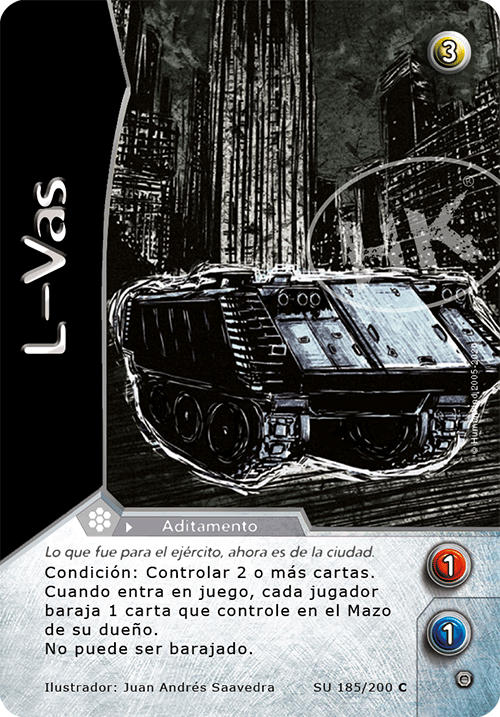 3
L-Vas
HK
®
Aditamento
Lo que fue para el ejército, ahora es de la ciudad.
Condición: Controlar 2 o más cartas.
Cuando entra en juego, cada jugador
baraja 1 carta que controle en el Mazo
de su dueño.
No puede ser barajado.
1
1
Ilustrador: Juan Andrés Saavedra SU 185/200 C